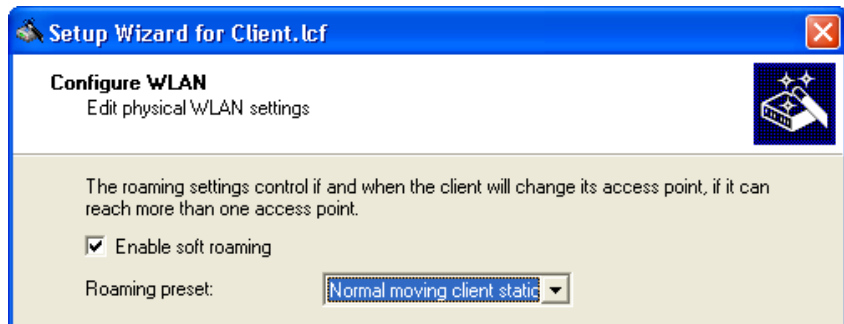 Setup Wizard for Client.lcf
Configure WLAN
Edit physical WLAN settings
The roaming settings control if and when the client will change its access point, if it can
reach more than one access point.
Enable soft roaming
Roaming preset: Normal moving client static